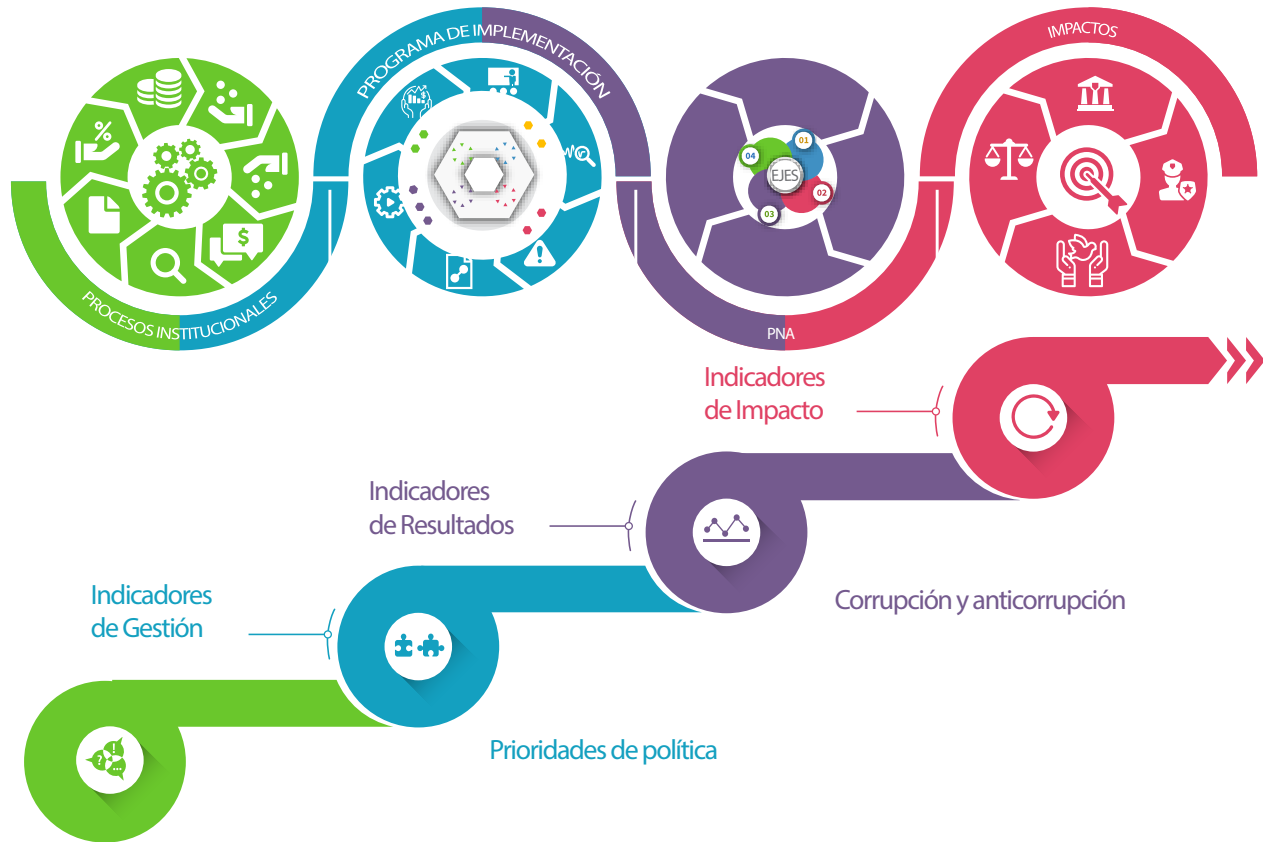 PROCESOS INSTITUCIONALES
PROGRAMA DE IMPLEMENTACIÓN
PNA
IMPACTOS
%
$
EJES
01
02
03
04
Indicadores
de Impacto
Indicadores
de Resultados
Corrupción y anticorrupción
Indicadores
de Gestión
Prioridades de política
!
?
...